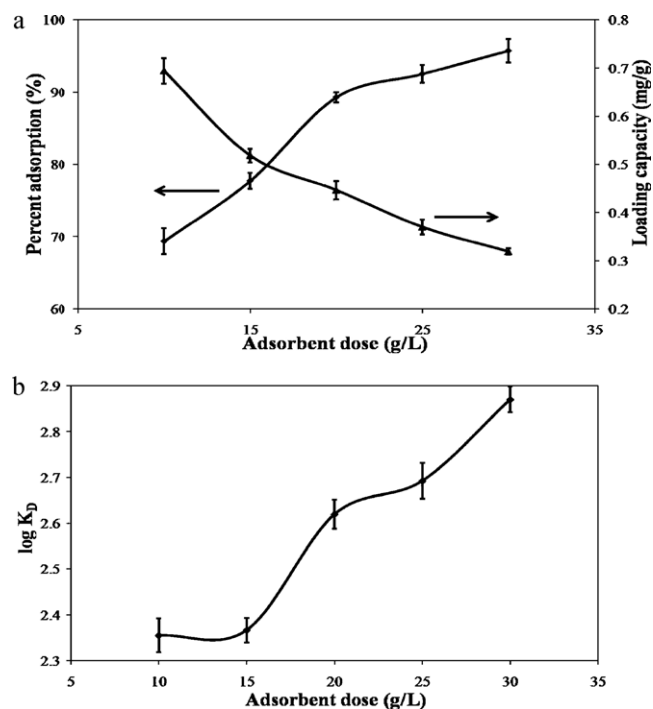 a
100
90
80
70
60
Percent adsorption (%)
0.8
0.7
0.6
0.5
0.4
0.3
0.2
Loading capacity (mg/g)
5 15 25 35
Adsorbent dose (g/L)
b
2.9
2.8
2.7
2.6
2.5
2.4
2.3
log K_D
5 10 15 20 25 30 35
Adsorbent dose (g/L)